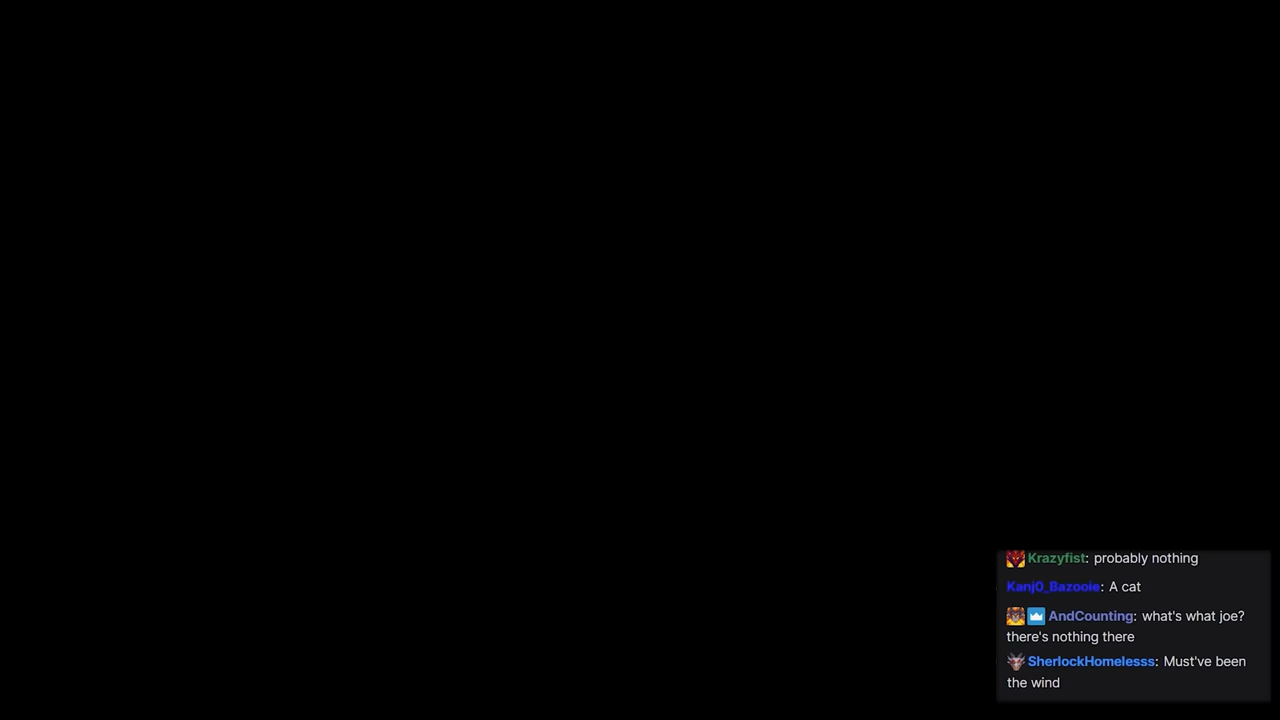 Krazyfist: probably nothing
Kanj0_Bazooie: A cat
AndCounting: what's what joe?
there's nothing there
SherlockHomelesss: Must've been
the wind